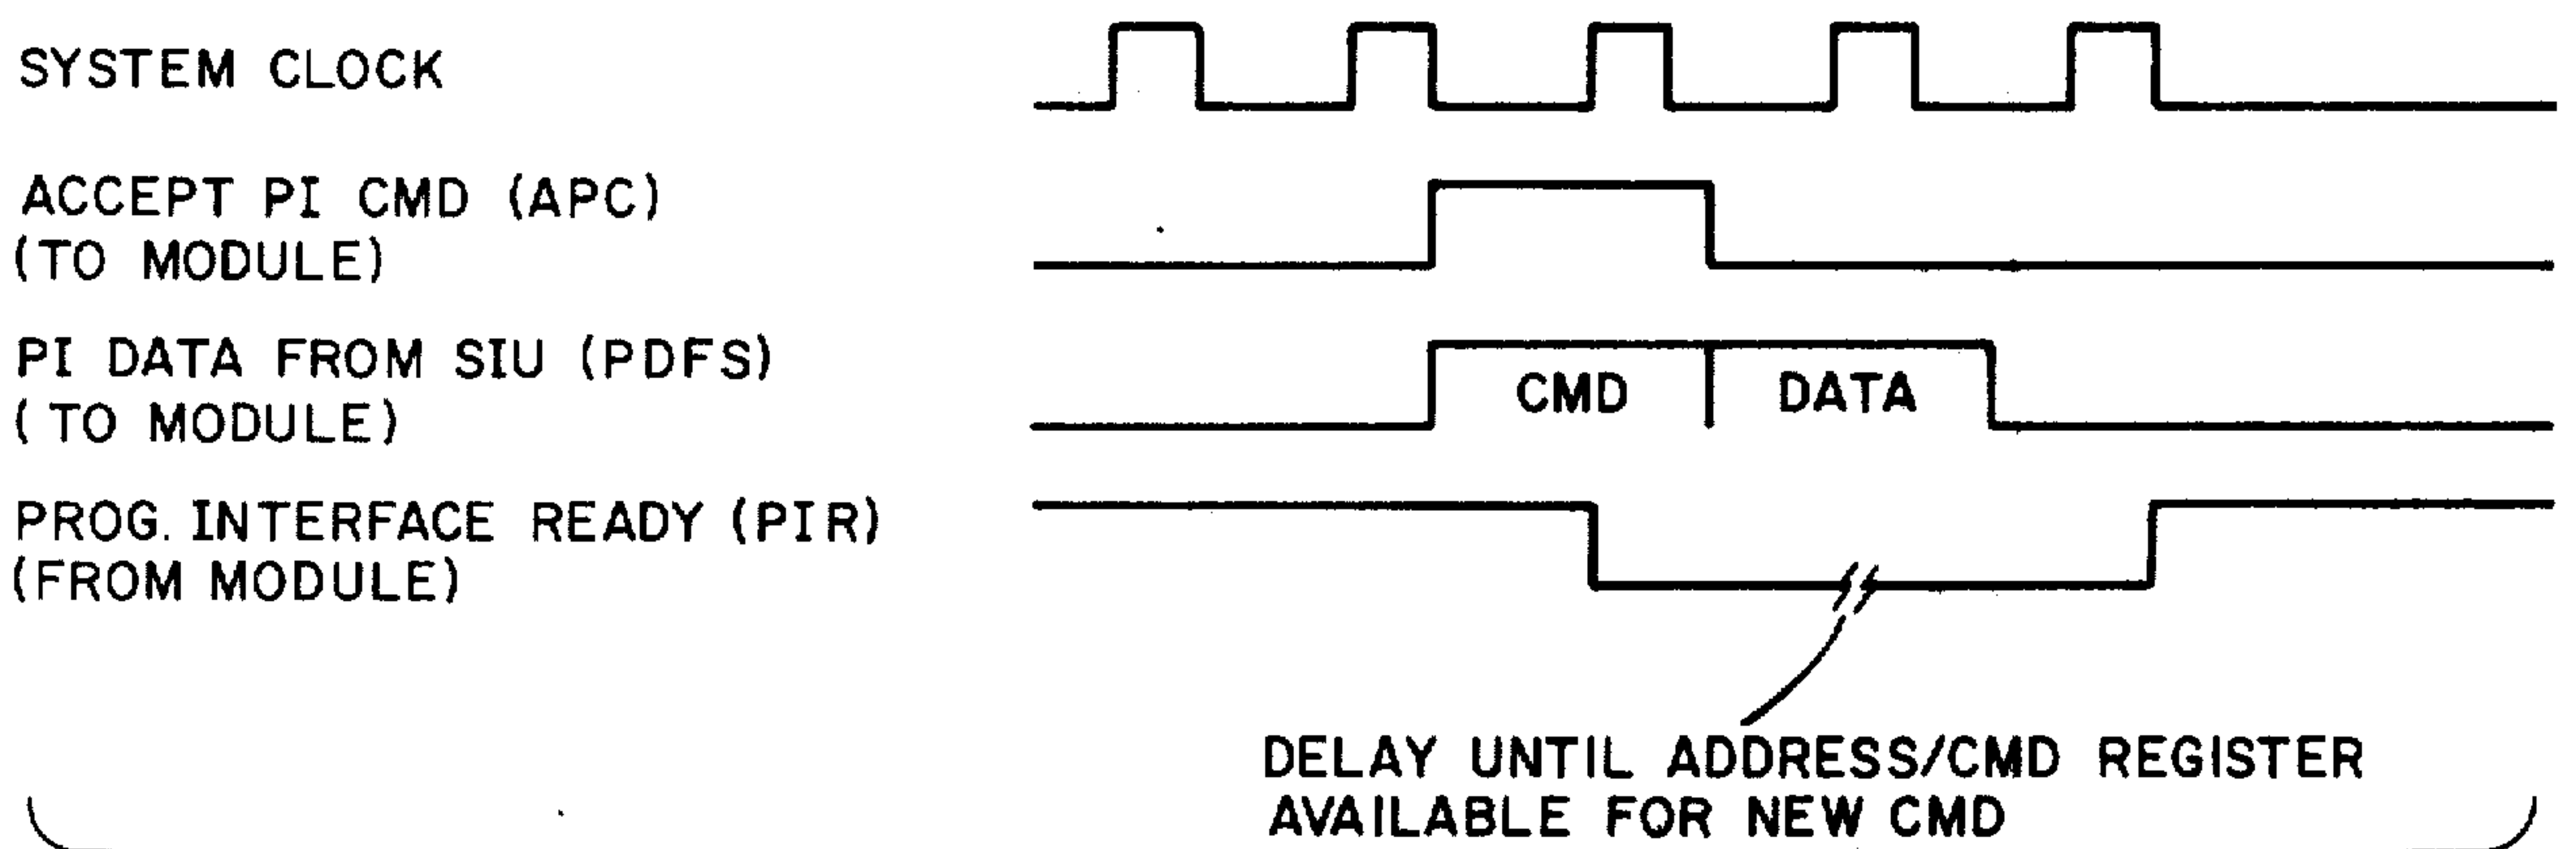 SYSTEM CLOCK
ACCEPT PI CMD (APC)
(TO MODULE)
PI DATA FROM SIU (PDFS)
(TO MODULE)
CMD
DATA
PROG. INTERFACE READY (PIR)
(FROM MODULE)
DELAY UNTIL ADDRESS/CMD REGISTER
AVAILABLE FOR NEW CMD